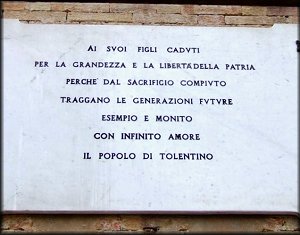 AI SVOI FIGLI CADVTI
PER LA GRANDEZZA E LA LIBERTÀ DELLA PATRIA
PERCHE' DAL SACRIFICIO COMPIVTO
TRAGGANO LE GENERAZIONI FVTVRE
ESEMPIO E MONITO
CON INFINITO AMORE
IL POPOLO DI TOLENTINO